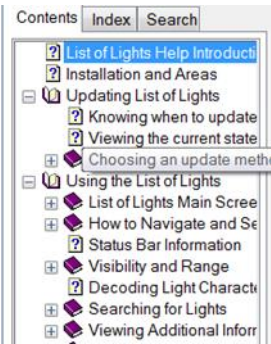 Contents Index Search
List of Lights Help Introducti
Installation and Areas
Updating List of Lights
Knowing when to update
Viewing the current state
Choosing an update meth
Using the List of Lights
List of Lights Main Scree
How to Navigate and Se
Status Bar Information
Visibility and Range
Decoding Light Characte
Searching for Lights
Viewing Additional Inforr